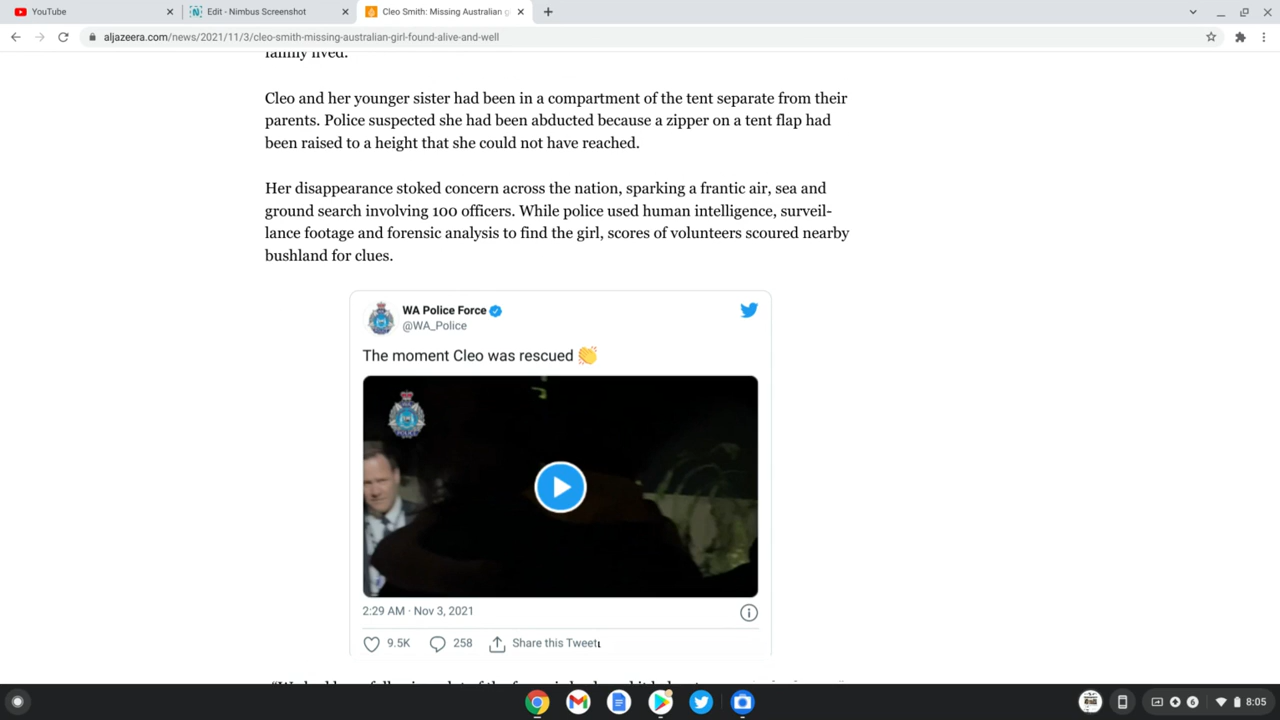 YouTube
Edit - Nimbus Screenshot
Cleo Smith: Missing Australian g
aljazeera.com/news/2021/11/3/cleo-smith-missing-australian-girl-found-alive-and-well
family lived.
Cleo and her younger sister had been in a compartment of the tent separate from their
parents. Police suspected she had been abducted because a zipper on a tent flap had
been raised to a height that she could not have reached.
Her disappearance stoked concern across the nation, sparking a frantic air, sea and
ground search involving 100 officers. While police used human intelligence, surveil-
lance footage and forensic analysis to find the girl, scores of volunteers scoured nearby
bushland for clues.
WA Police Force
@WA_Police
The moment Cleo was rescued 👏
2:29 AM · Nov 3, 2021
9.5K 258 Share this Tweet
6 8:05